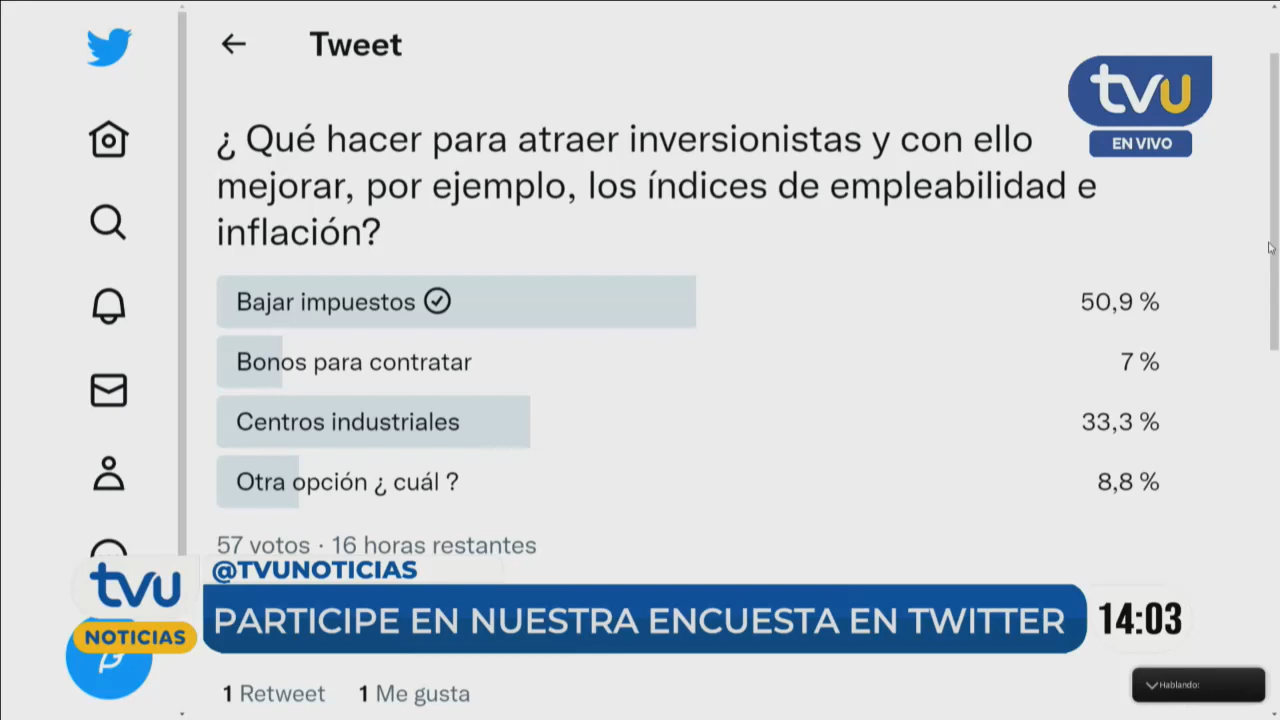 Tweet
tvu
EN VIVO
¿ Qué hacer para atraer inversionistas y con ello
mejorar, por ejemplo, los índices de empleabilidad e
inflación?
Bajar impuestos 50,9 %
Bonos para contratar 7 %
Centros industriales 33,3 %
Otra opción ¿ cuál ? 8,8 %
57 votos · 16 horas restantes
@TVUNOTICIAS
tvu
NOTICIAS
PARTICIPE EN NUESTRA ENCUESTA EN TWITTER
14:03
1 Retweet 1 Me gusta
Hablando: